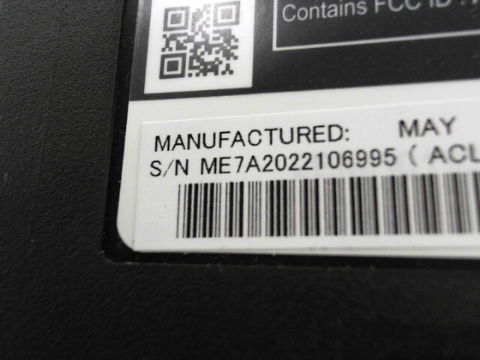 Contains FCC ID :
MANUFACTURED: MAY
S/N ME7A2022106995 ( ACL